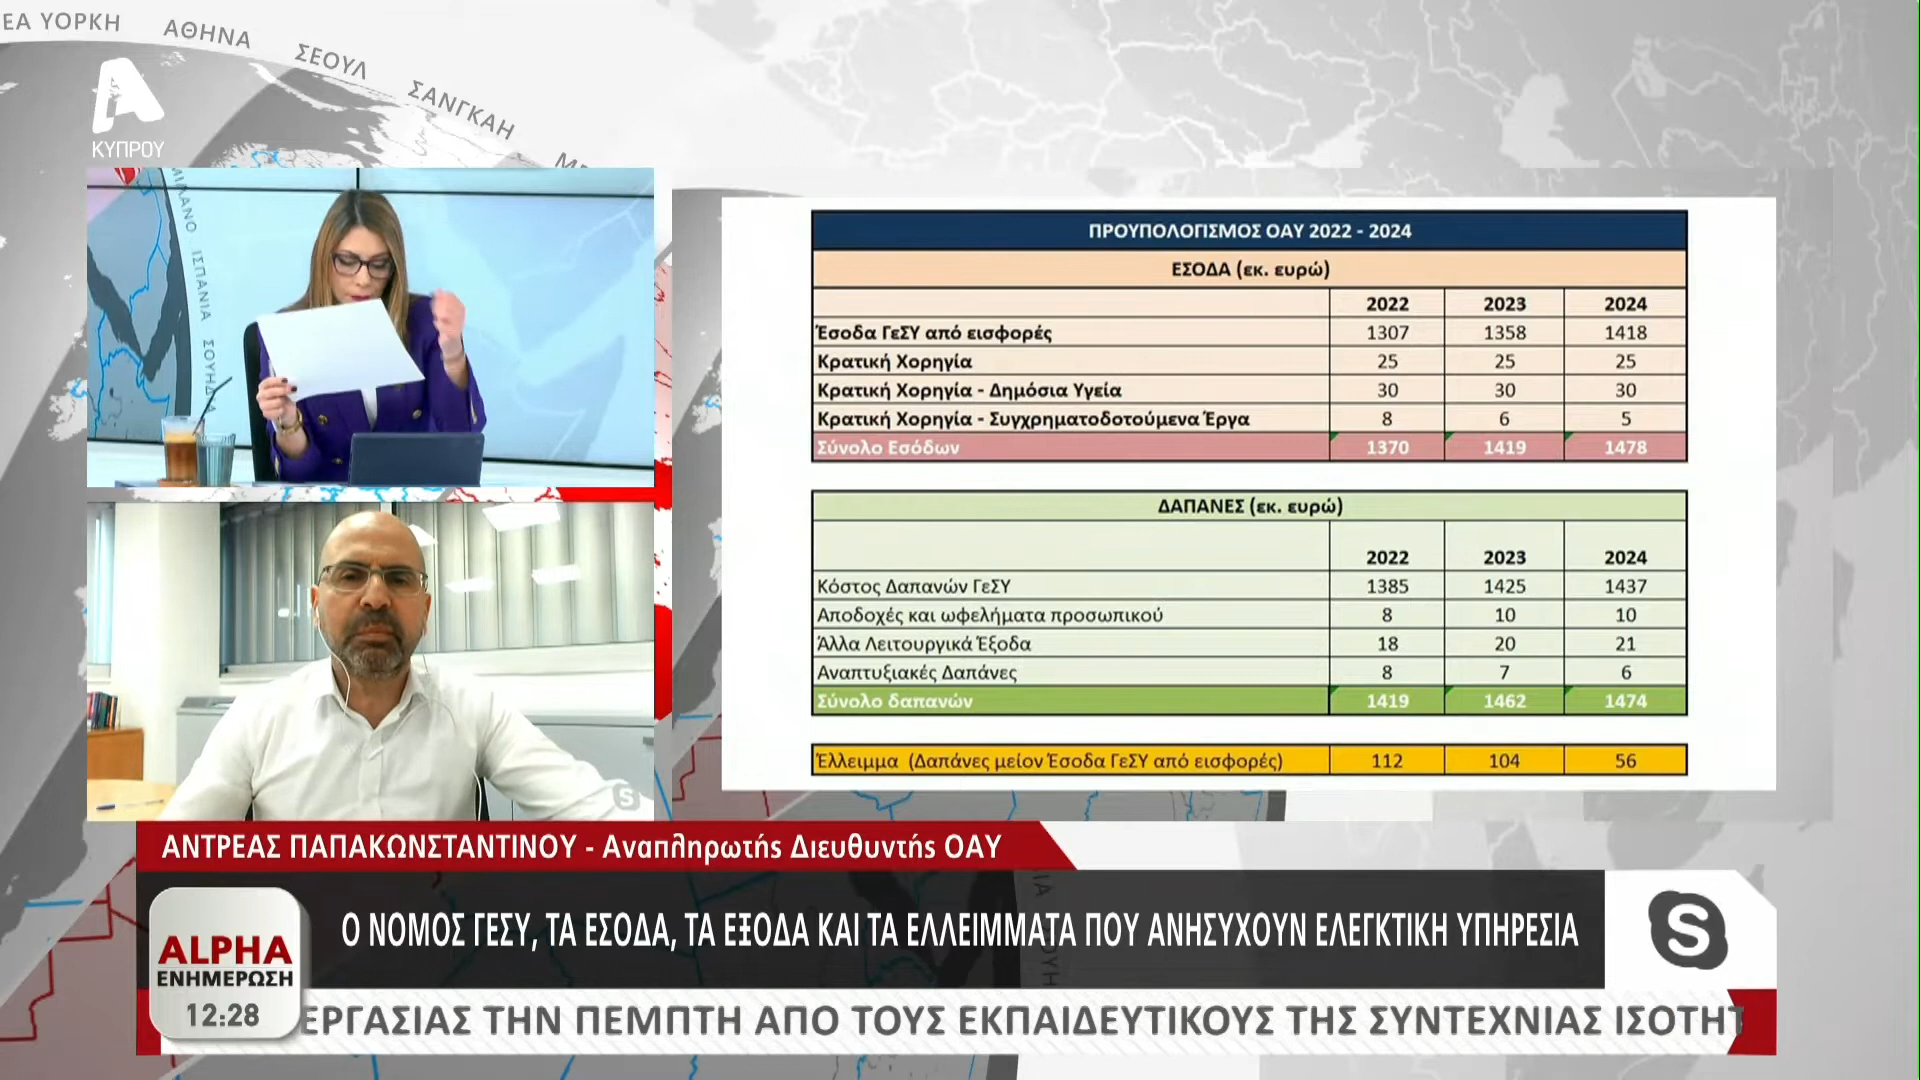 ΕΑ ΥΟΡΚΗ ΑΘΗΝΑ ΣΕΟΥΛ ΣΑΝΓΚΑΗ
ΚΥΠΡΟΥ
ΜΙΛΑΝΟ ΙΣΠΑΝΙΑ ΣΟΥΗΔ
ΠΡΟΥΠΟΛΟΓΙΣΜΟΣ ΟΑΥ 2022 - 2024
ΕΣΟΔΑ (εκ. ευρώ)
2022 2023 2024
Έσοδα ΓεΣΥ από εισφορές 1307 1358 1418
Κρατική Χορηγία 25 25 25
Κρατική Χορηγία - Δημόσια Υγεία 30 30 30
Κρατική Χορηγία - Συγχρηματοδοτούμενα Έργα 8 6 5
Σύνολο Εσόδων 1370 1419 1478
ΔΑΠΑΝΕΣ (εκ. ευρώ)
2022 2023 2024
Κόστος Δαπανών ΓεΣΥ 1385 1425 1437
Αποδοχές και ωφελήματα προσωπικού 8 10 10
Άλλα Λειτουργικά Έξοδα 18 20 21
Αναπτυξιακές Δαπάνες 8 7 6
Σύνολο δαπανών 1419 1462 1474
Έλλειμμα (Δαπάνες μείον Έσοδα ΓεΣΥ από εισφορές) 112 104 56
ΑΝΤΡΕΑΣ ΠΑΠΑΚΩΝΣΤΑΝΤΙΝΟΥ - Αναπληρωτής Διευθυντής ΟΑΥ
Ο ΝΟΜΟΣ ΓΕΣΥ, ΤΑ ΕΣΟΔΑ, ΤΑ ΕΞΟΔΑ ΚΑΙ ΤΑ ΕΛΛΕΙΜΜΑΤΑ ΠΟΥ ΑΝΗΣΥΧΟΥΝ ΕΛΕΓΚΤΙΚΗ ΥΠΗΡΕΣΙΑ
ALPHA
ΕΝΗΜΕΡΩΣΗ
12:28
ΕΡΓΑΣΙΑΣ ΤΗΝ ΠΕΜΠΤΗ ΑΠΟ ΤΟΥΣ ΕΚΠΑΙΔΕΥΤΙΚΟΥΣ ΤΗΣ ΣΥΝΤΕΧΝΙΑΣ ΙΣΟΤΗΤ